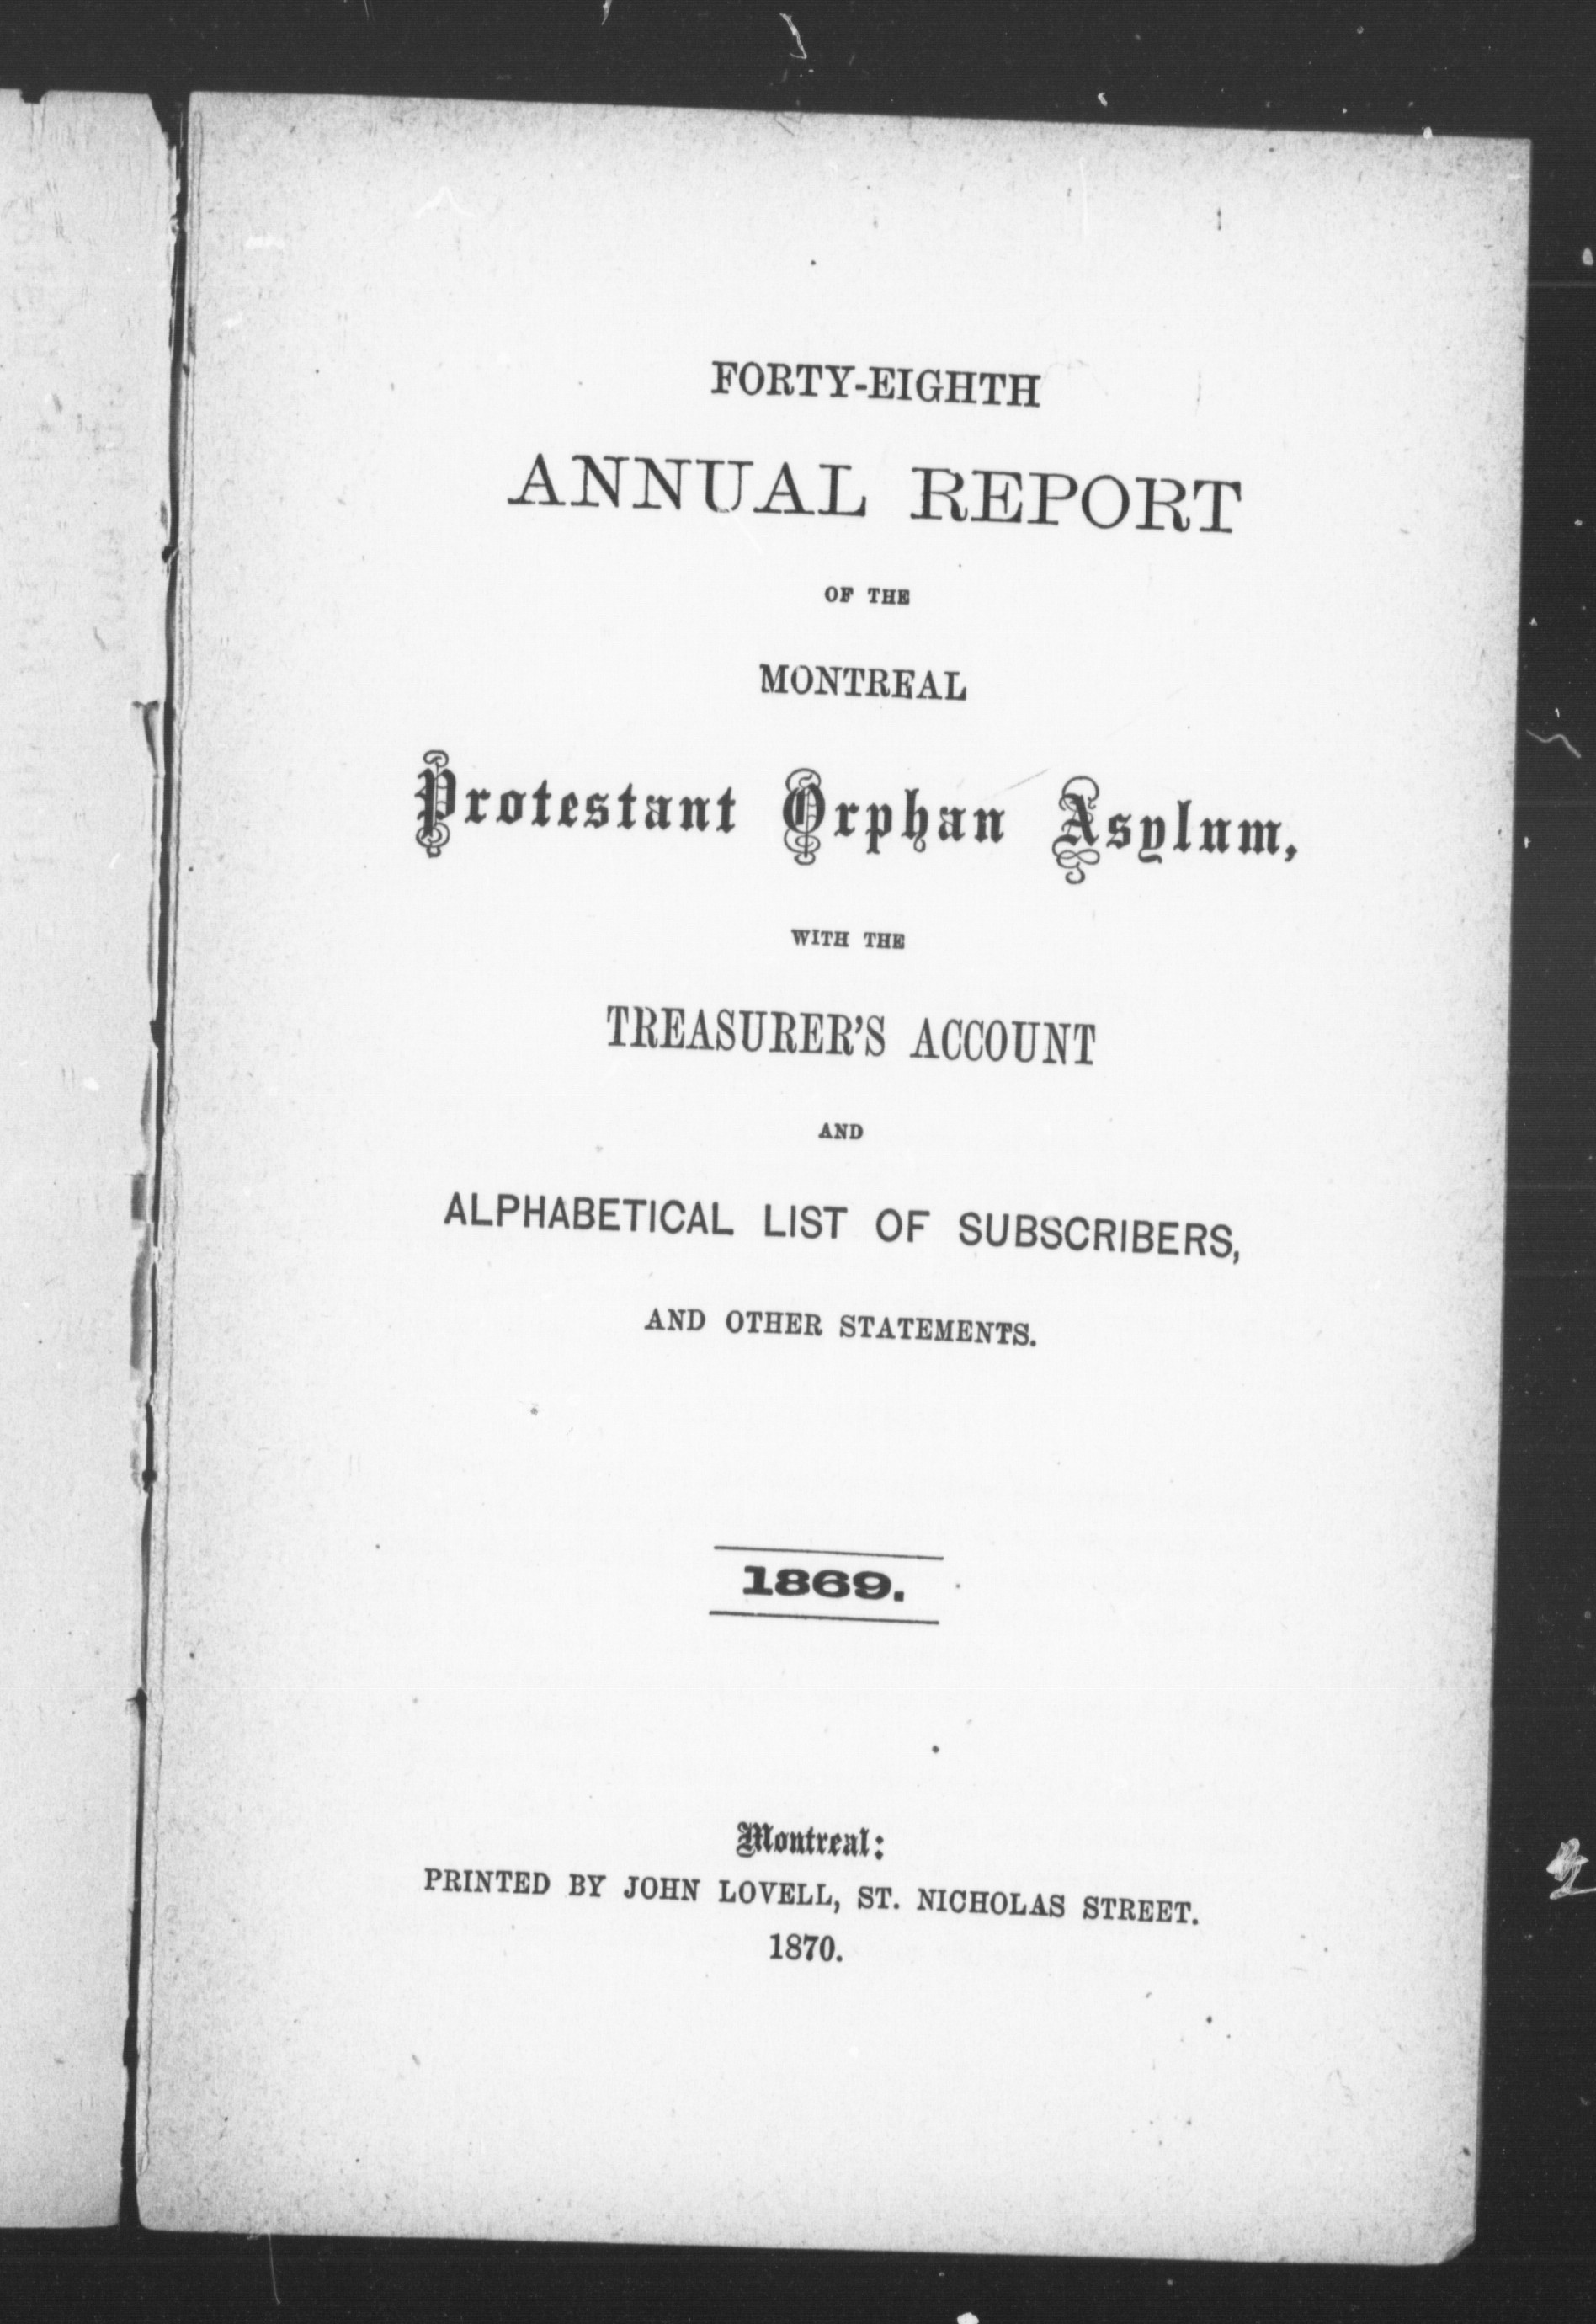 FORTY-EIGHTH
ANNUAL REPORT
OF THE
MONTREAL
Protestant Orphan Asylum,
WITH THE
TREASURER'S ACCOUNT
AND
ALPHABETICAL LIST OF SUBSCRIBERS,
AND OTHER STATEMENTS.
1869.
Montreal:
PRINTED BY JOHN LOVELL, ST. NICHOLAS STREET.
1870.